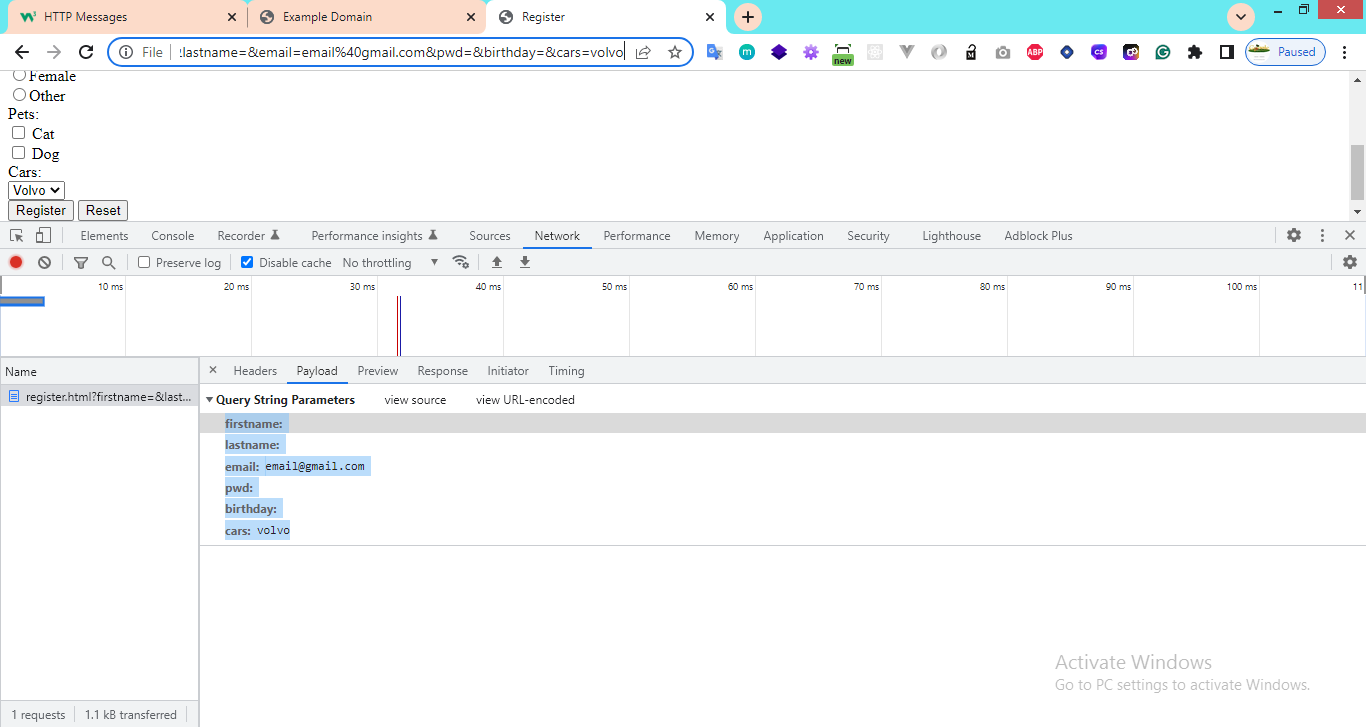 HTTP Messages
Example Domain
Register
File :lastname=&email=email%40gmail.com&pwd=&birthday=&cars=volvo
m
new
ABP
cs
Paused
Female
Other
Pets:
Cat
Dog
Cars:
Volvo
Register Reset
Elements Console Recorder Performance insights Sources Network Performance Memory Application Security Lighthouse Adblock Plus
Preserve log Disable cache No throttling
10 ms 20 ms 30 ms 40 ms 50 ms 60 ms 70 ms 80 ms 90 ms 100 ms 11
Name
Headers Payload Preview Response Initiator Timing
register.html?firstname=&last...
Query String Parameters view source view URL-encoded
firstname:
lastname:
email: email@gmail.com
pwd:
birthday:
cars: volvo
Activate Windows
Go to PC settings to activate Windows.
1 requests 1.1 kB transferred